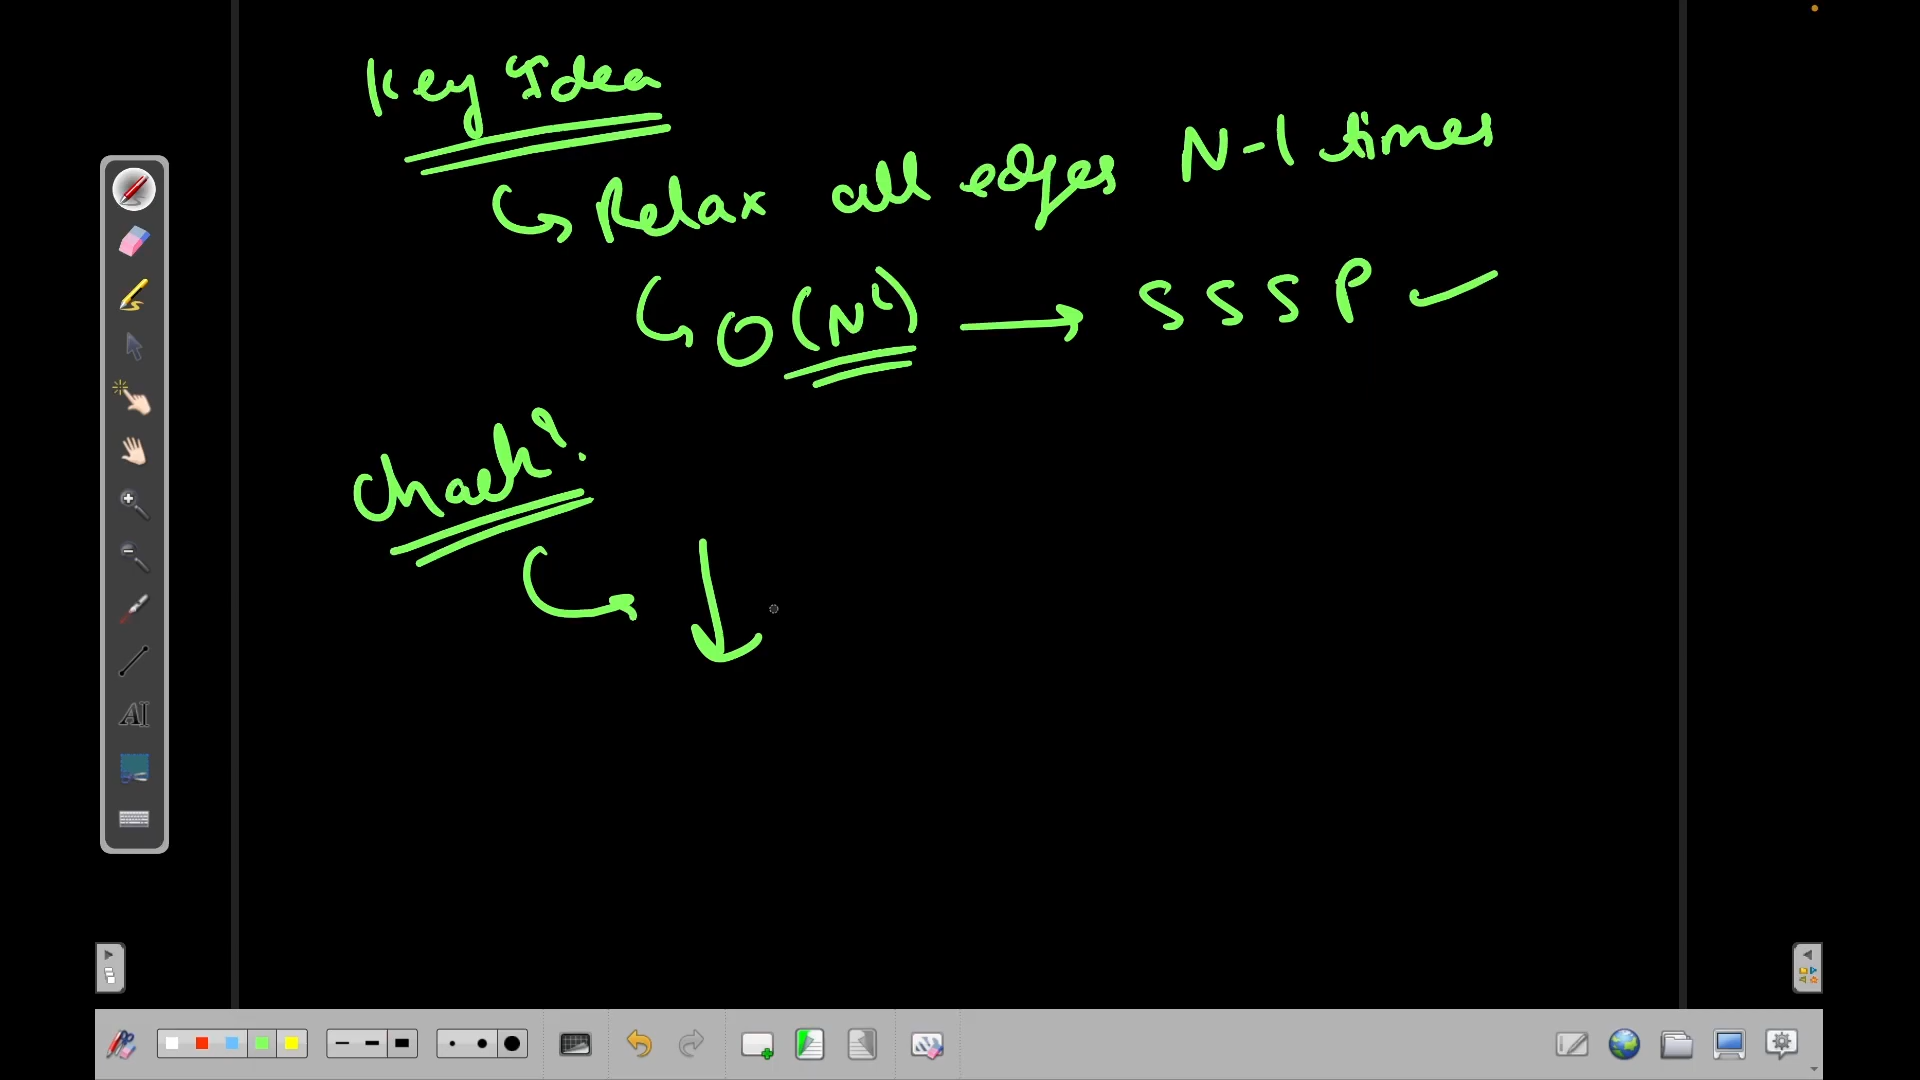 Key Idea
Relax all edges N-1 times
O(N²) → SSSP ✓
Check?